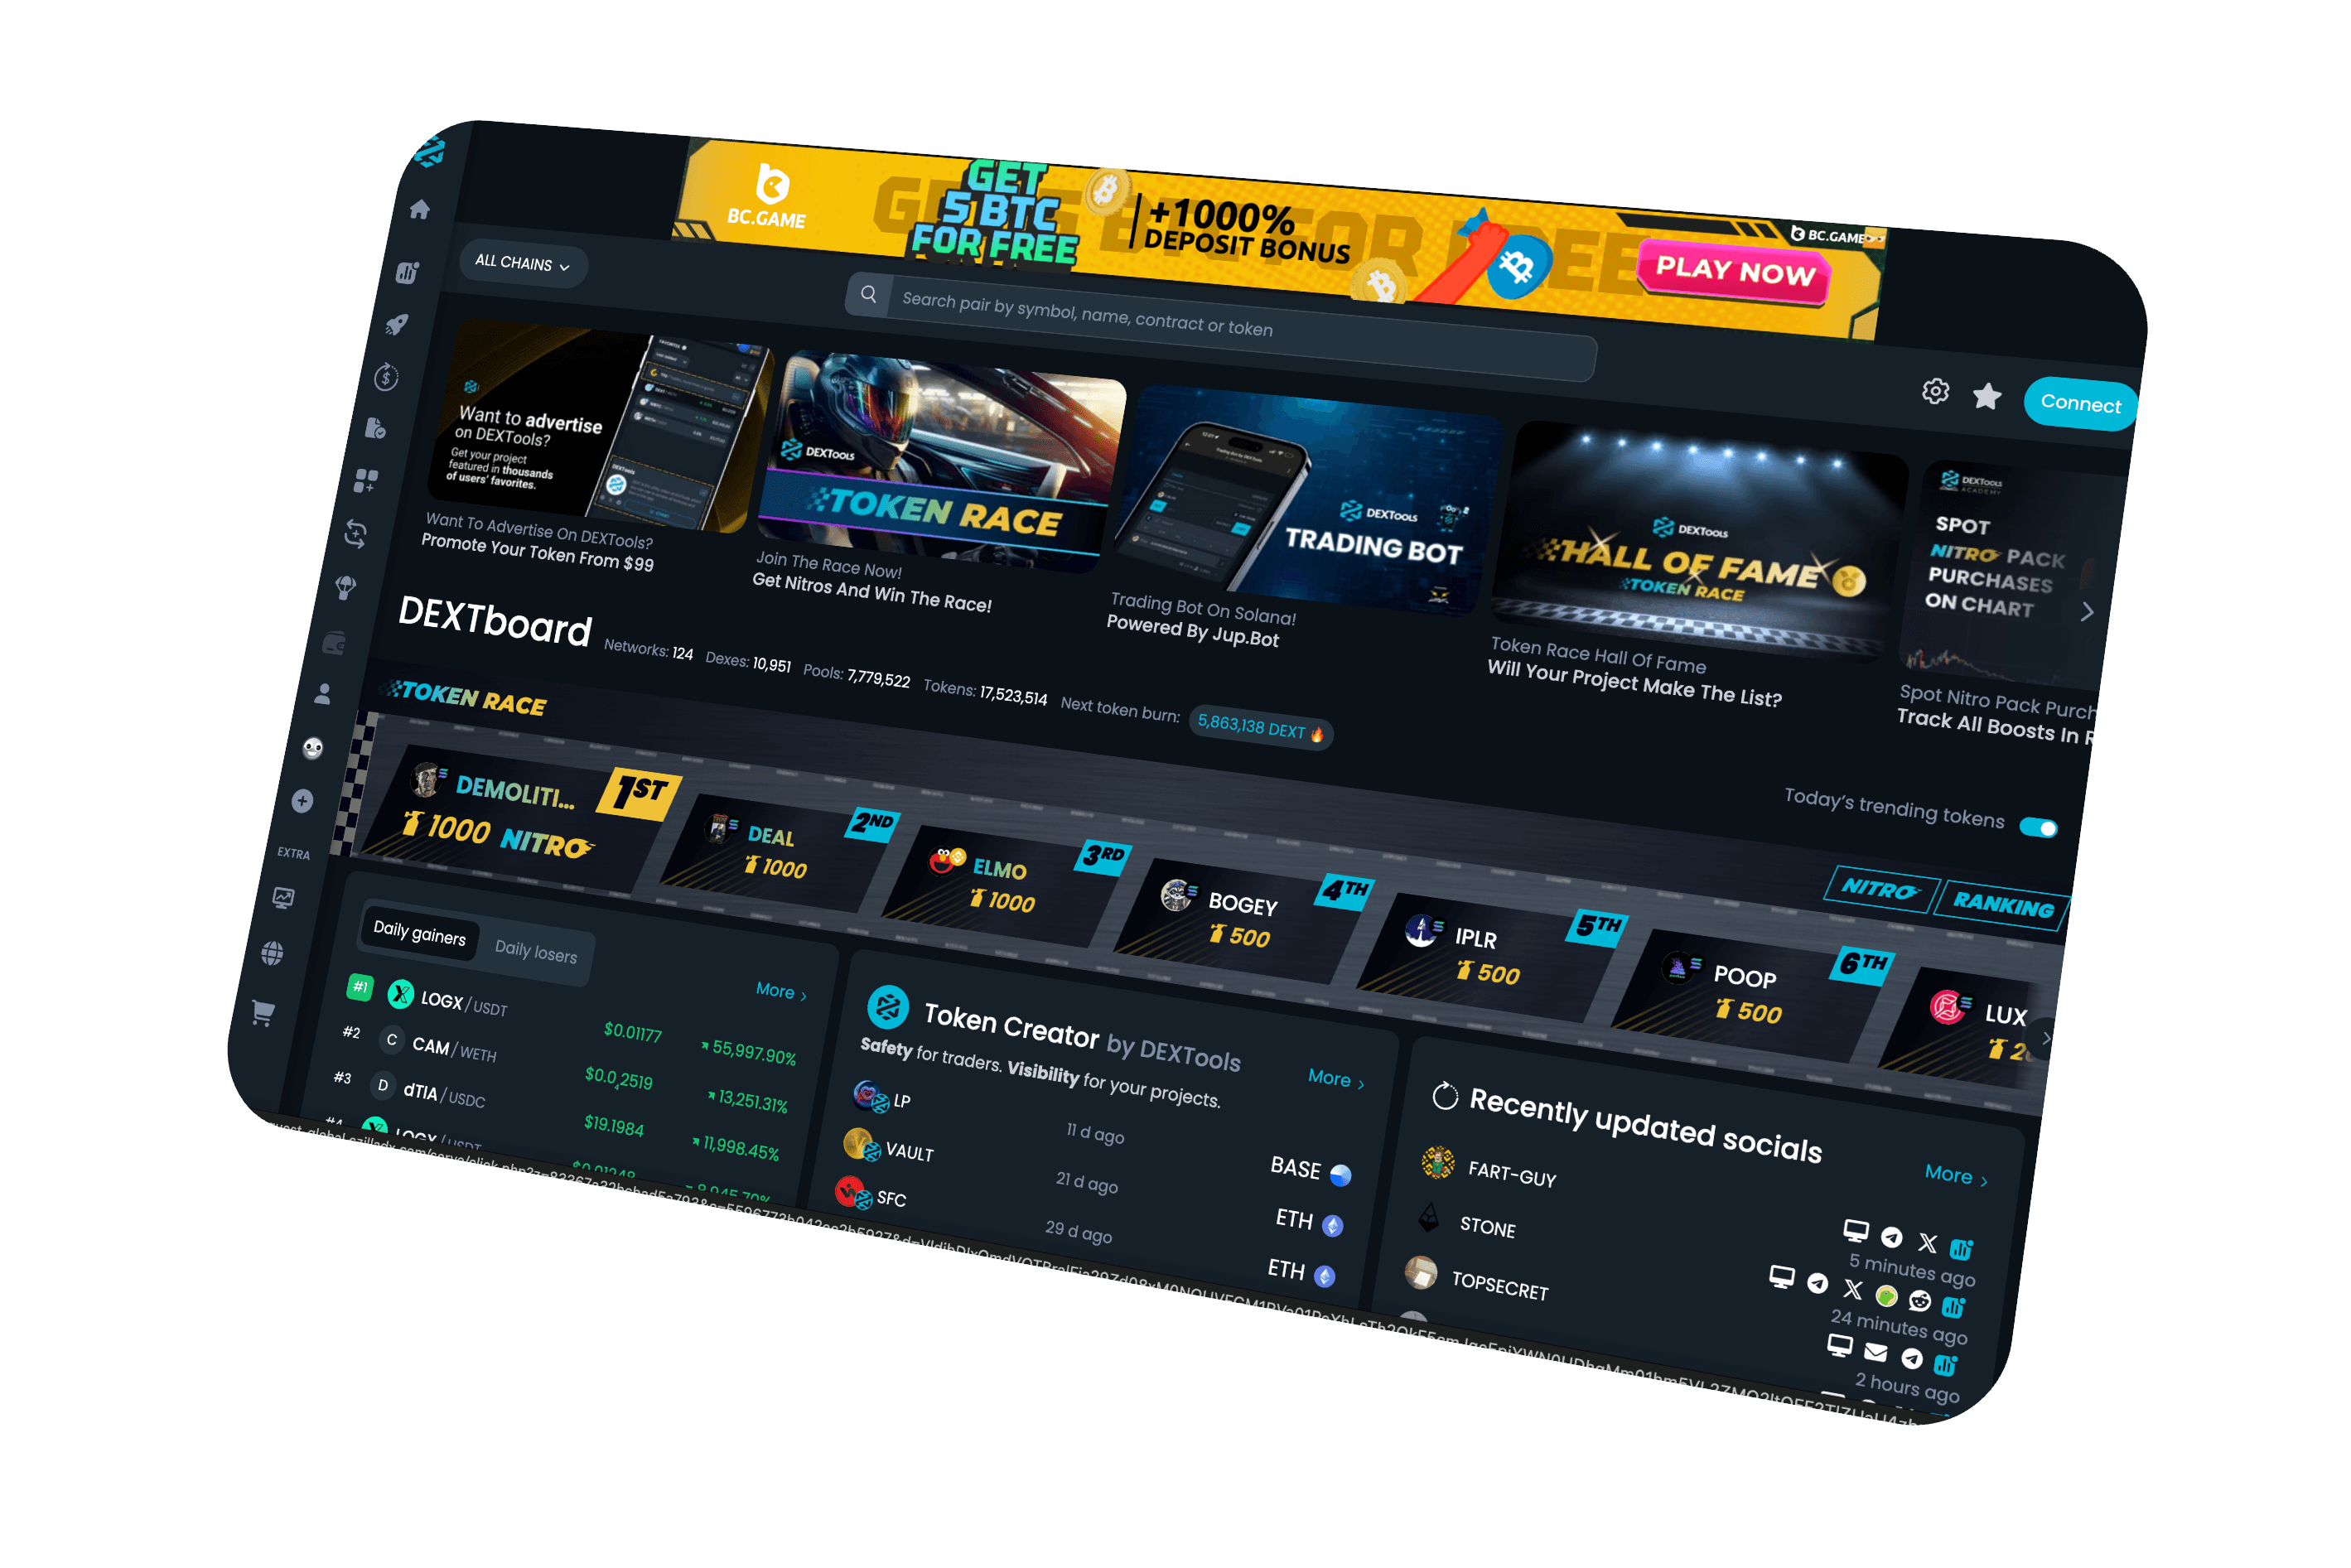 BC.GAME
GET
5 BTC
FOR FREE
+1000%
DEPOSIT BONUS
BC.GAME
PLAY NOW
ALL CHAINS
Search pair by symbol, name, contract or token
Connect
Want to advertise
on DEXTools?
Get your project
featured in thousands
of users' favorites.
Want To Advertise On DEXTools?
Promote Your Token From $99
DEXTools
TOKEN RACE
Join The Race Now!
Get Nitros And Win The Race!
DEXTools
TRADING BOT
Trading Bot On Solana!
Powered By Jup.Bot
DEXTools
HALL OF FAME
TOKEN RACE
Token Race Hall Of Fame
Will Your Project Make The List?
DEXTools
ACADEMY
SPOT
NITRO PACK
PURCHASES
ON CHART
Spot Nitro Pack Purch
Track All Boosts In R
DEXTboard
Networks: 124 Dexes: 10,951 Pools: 7,779,522 Tokens: 17,523,514 Next token burn: 5,863,138 DEXT
Today's trending tokens
TOKEN RACE
NITRO
RANKING
DEMOLITI... 1ST
1000 NITRO
DEAL 2ND
1000
ELMO 3RD
1000
BOGEY 4TH
500
IPLR 5TH
500
POOP 6TH
500
LUX
EXTRA
Daily gainers
Daily losers
More
#1 LOGX/USDT $0.01177 55,997.90%
#2 C CAM/WETH $0.0₄2519 13,251.31%
#3 D dTIA/USDC $19.1984 11,998.45%
#4 LOGX/USDT $0.01248 8,945.70%
Token Creator by DEXTools
Safety for traders. Visibility for your projects.
More
LP 11 d ago BASE
VAULT 21 d ago ETH
SFC 29 d ago ETH
Recently updated socials
More
FART-GUY
5 minutes ago
STONE
24 minutes ago
TOPSECRET
2 hours ago